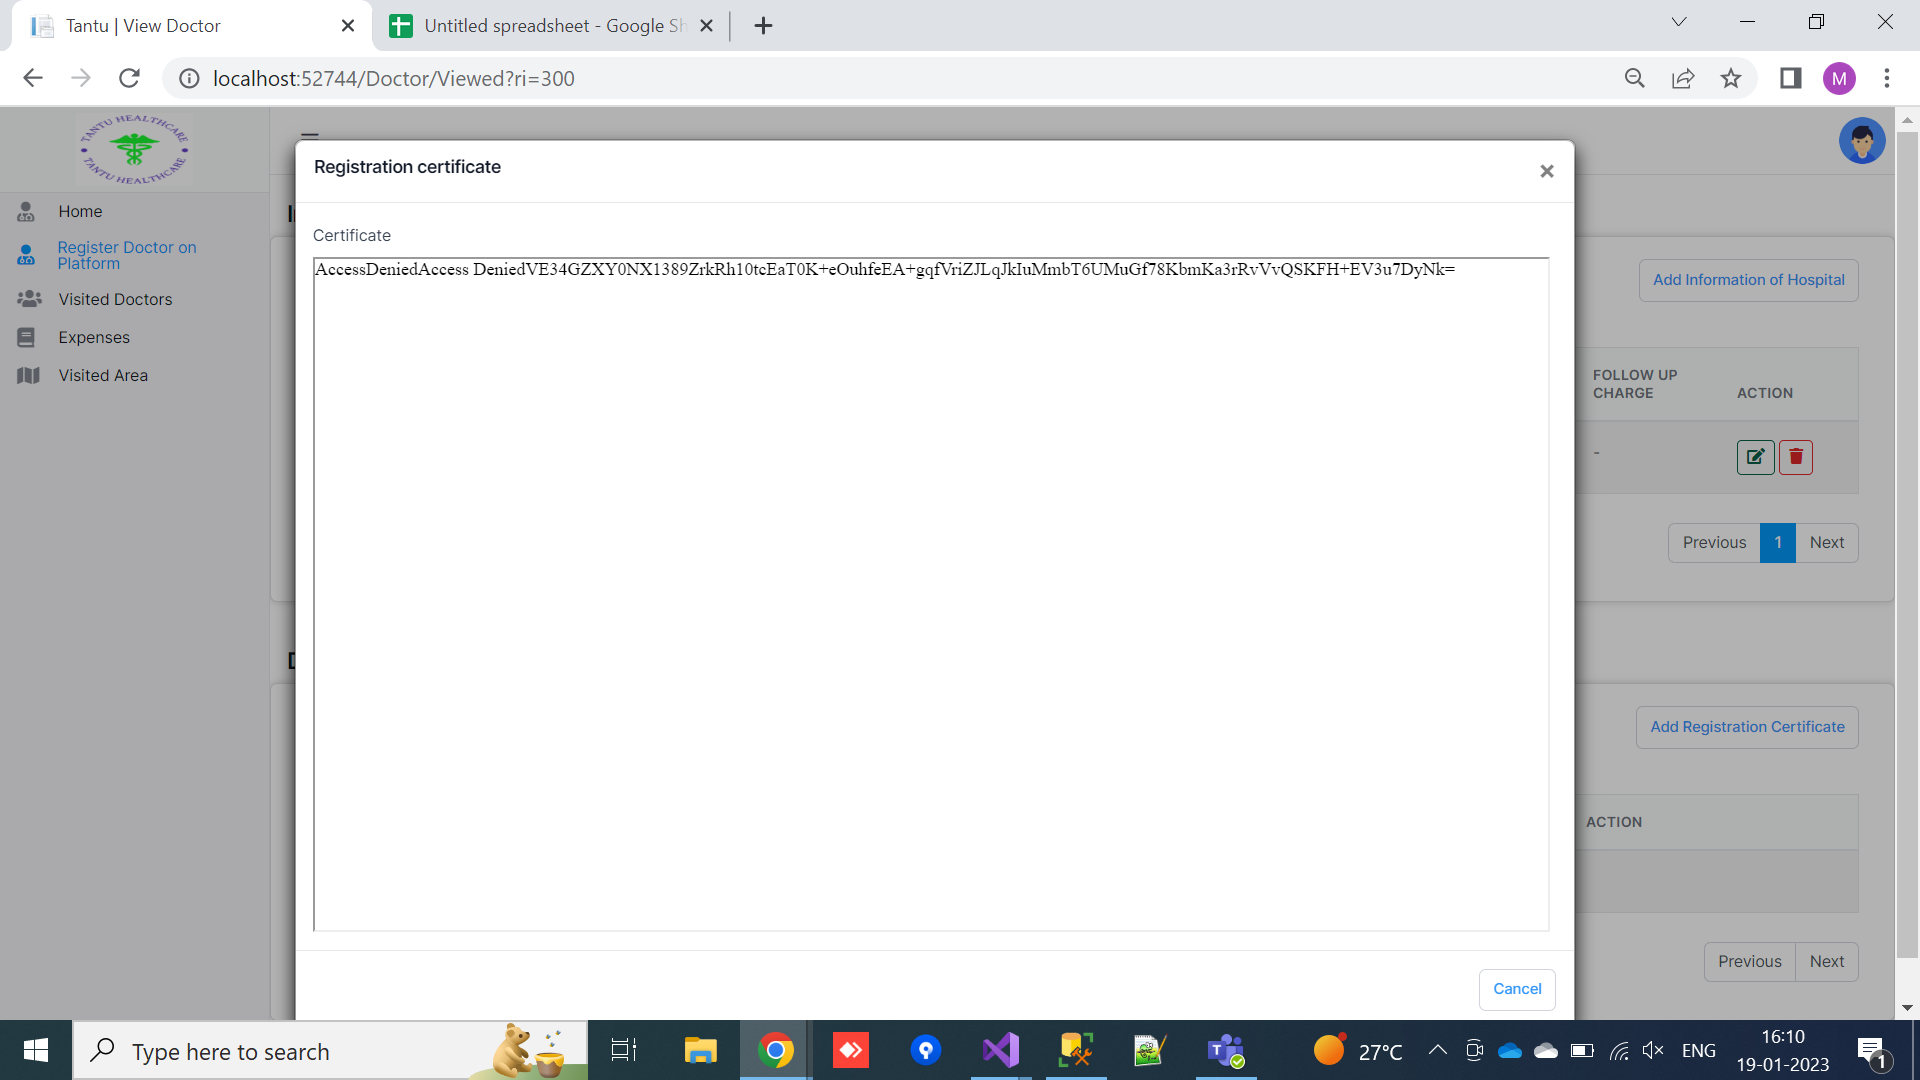 Tantu | View Doctor
Untitled spreadsheet - Google Sh
localhost:52744/Doctor/Viewed?ri=300
M
TANTU HEALTHCARE
TANTU HEALTHCARE
Home
Register Doctor on
Platform
Visited Doctors
Expenses
Visited Area
Registration certificate
×
Certificate
AccessDeniedAccess DeniedVE34GZXY0NX1389ZrkRh10tcEaT0K+eOuhfeEA+gqfVriZJLqJkIuMmbT6UMuGf78KbmKa3rRvVvQSKFH+EV3u7DyNk=
Add Information of Hospital
FOLLOW UP
CHARGE
ACTION
-
Previous
1
Next
Add Registration Certificate
ACTION
Previous
Next
Cancel
Type here to search
27°C
ENG
16:10
19-01-2023
1